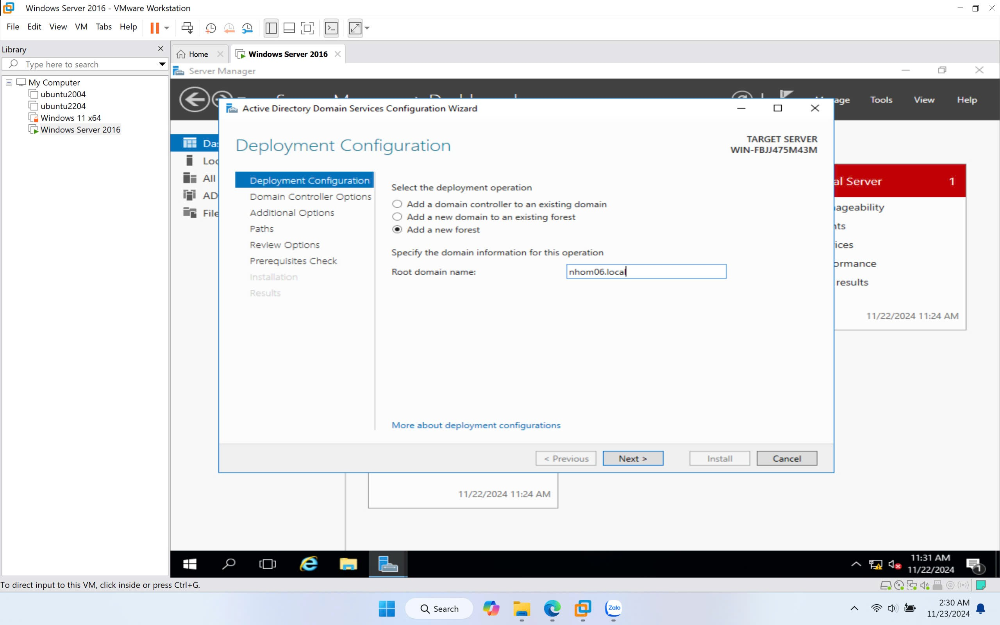 Windows Server 2016 - VMware Workstation
File Edit View VM Tabs Help
Library
Type here to search
My Computer
ubuntu2004
ubuntu2204
Windows 11 x64
Windows Server 2016
Home
Windows Server 2016
Server Manager
Tools View Help
Active Directory Domain Services Configuration Wizard
Deployment Configuration
TARGET SERVER
WIN-FBJJ475M43M
Deployment Configuration
Domain Controller Options
Additional Options
Paths
Review Options
Prerequisites Check
Installation
Results
Select the deployment operation
Add a domain controller to an existing domain
Add a new domain to an existing forest
Add a new forest
Specify the domain information for this operation
Root domain name: nhom06.local
More about deployment configurations
< Previous Next > Install Cancel
All
AD
al Server 1
ageability
nts
ices
ormance
results
11/22/2024 11:24 AM
11/22/2024 11:24 AM
11:31 AM
11/22/2024
1
To direct input to this VM, click inside or press Ctrl+G.
Search
Zalo
2:30 AM
11/23/2024